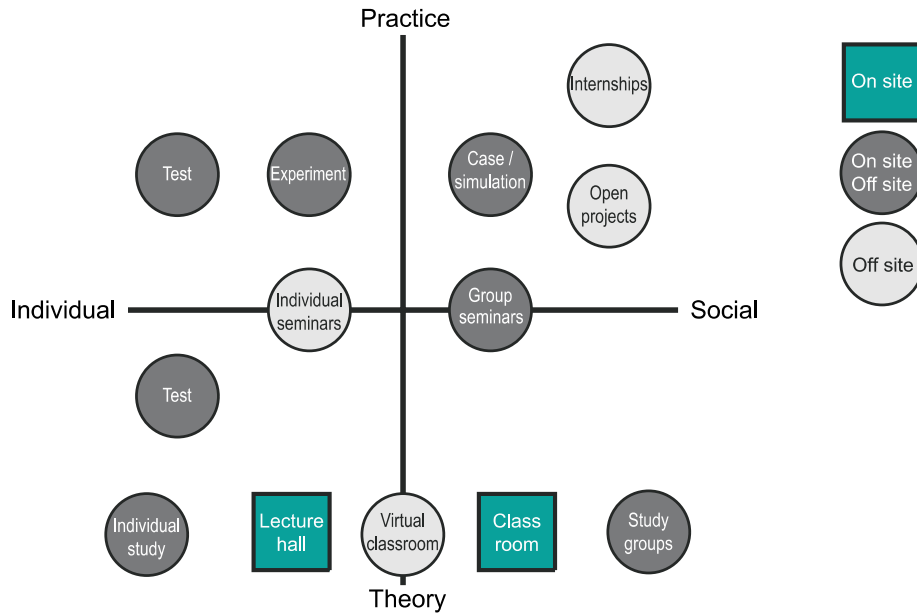 Practice
Internships
On site
Test
Experiment
Case /
simulation
On site
Off site
Open
projects
Off site
Individual
Individual
seminars
Group
seminars
Social
Test
Individual
study
Lecture
hall
Virtual
classroom
Class
room
Study
groups
Theory